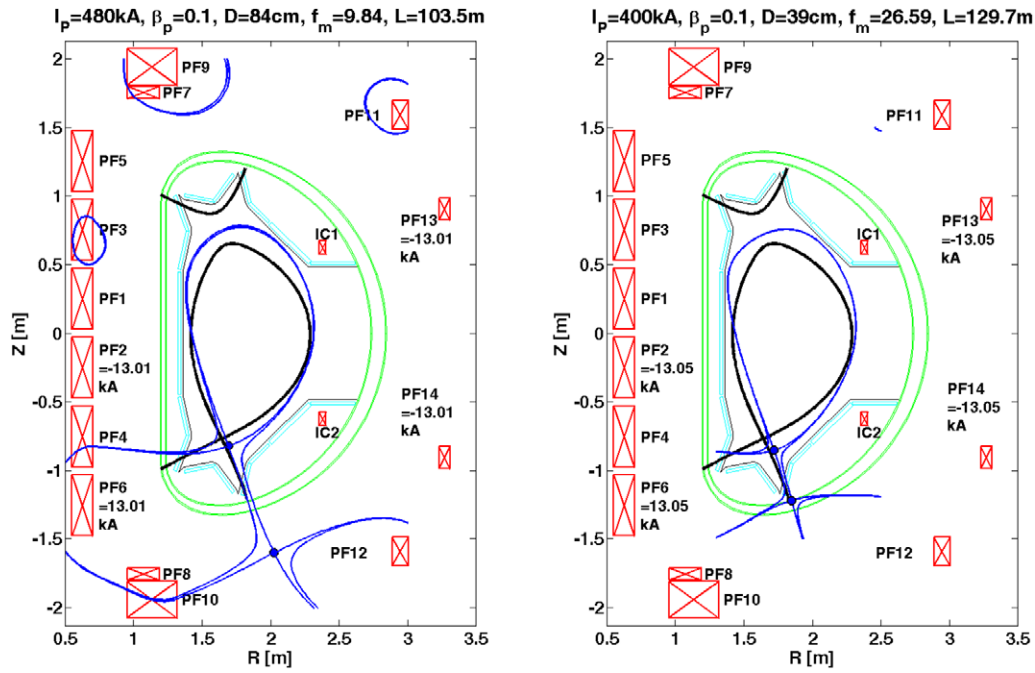 I_P=480kA, β_p=0.1, D=84cm, f_m=9.84, L=103.5m
2
1.5
1
0.5
0
-0.5
-1
-1.5
-2
Z [m]
PF9
PF7
PF11
PF5
PF3
IC1
PF13
=-13.01
kA
PF1
PF2
=-13.01
kA
PF14
=-13.01
kA
PF4
IC2
PF6
=13.01
kA
PF12
PF8
PF10
0.5 1 1.5 2 2.5 3 3.5
R [m]
I_P=400kA, β_p=0.1, D=39cm, f_m=26.59, L=129.7m
2
1.5
1
0.5
0
-0.5
-1
-1.5
-2
Z [m]
PF9
PF7
PF11
PF5
PF3
IC1
PF13
=-13.05
kA
PF1
PF2
=-13.05
kA
PF14
=-13.05
kA
PF4
IC2
PF6
=13.05
kA
PF12
PF8
PF10
0.5 1 1.5 2 2.5 3 3.5
R [m]